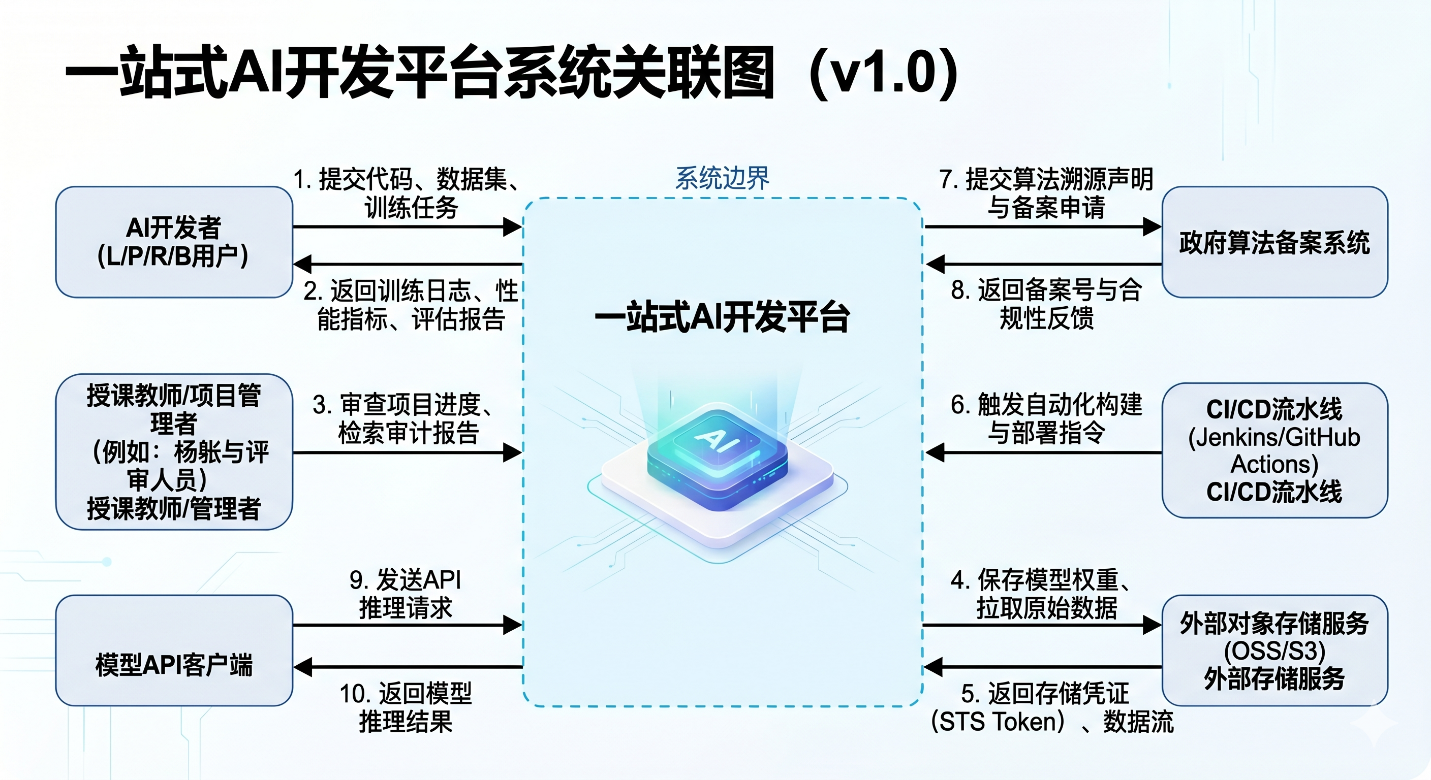 一站式AI开发平台系统关联图（v1.0）
系统边界
AI开发者
(L/P/R/B用户)
1. 提交代码、数据集、
训练任务
2. 返回训练日志、性
能指标、评估报告
授课教师/项目管
理者
（例如：杨
与评
审人员）
授课教师/管理者
3. 审查项目进度、
检索审计报告
模型API客户端
9. 发送API
推理请求
10. 返回模型
推理结果
一站式AI开发平台
AI
7. 提交算法溯源声明
与备案申请
8. 返回备案号与合
规性反馈
政府算法备案系统
6. 触发自动化构建
与部署指令
CI/CD流水线
(Jenkins/GitHub
Actions)
CI/CD流水线
4. 保存模型权重、
拉取原始数据
5. 返回存储凭证
（STS Token）、数据流
外部对象存储服务
(OSS/S3)
外部存储服务